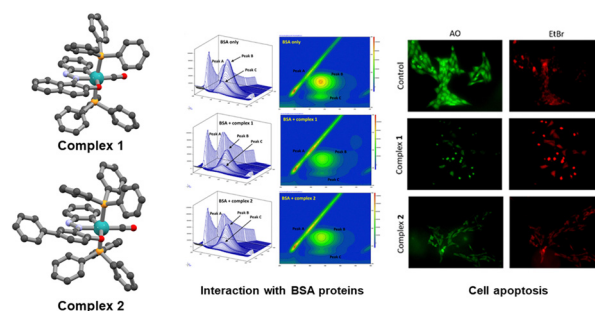 Complex 1
Complex 2
BSA only
Peak A
Peak B
Peak C
BSA only
Peak A
Peak B
Peak C
BSA + complex 1
Peak A
Peak B
Peak C
BSA + complex 1
Peak A
Peak B
Peak C
BSA + complex 2
Peak A
Peak B
Peak C
BSA + complex 2
Peak A
Peak B
Peak C
Interaction with BSA proteins
AO
EtBr
Control
Complex 1
Complex 2
Cell apoptosis